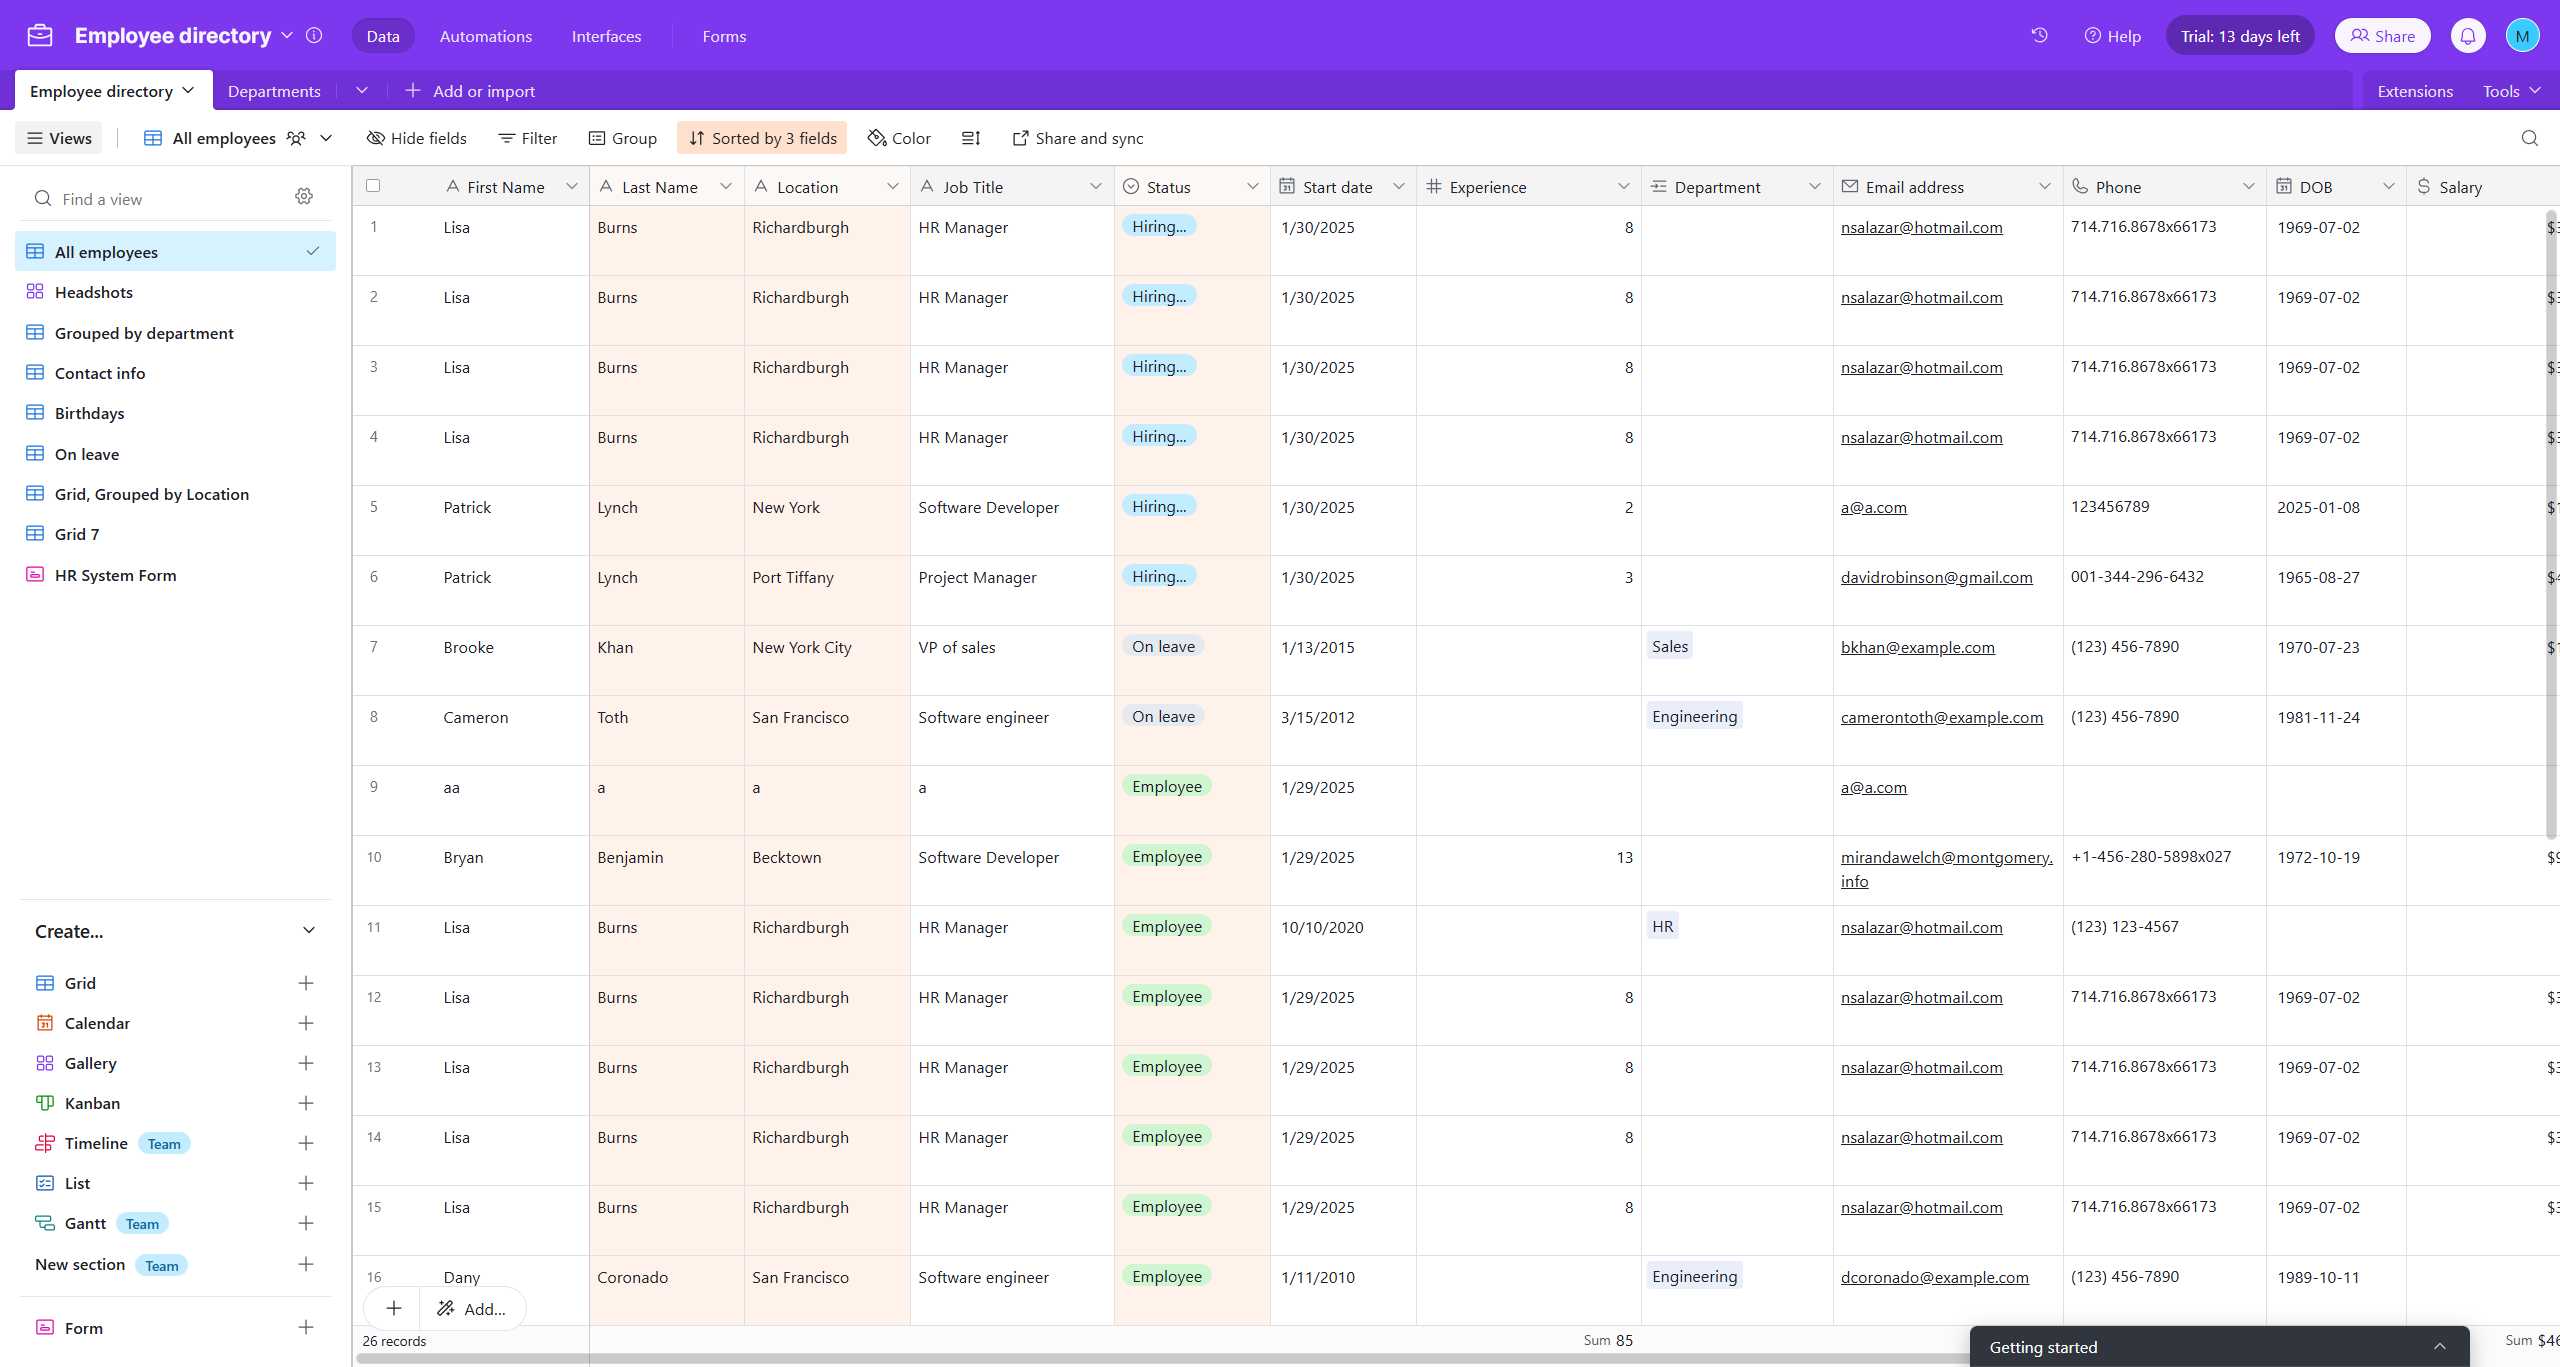 Employee directory
Data
Automations
Interfaces
Forms
Help
Trial: 13 days left
Share
M
Employee directory
Departments
Add or import
Extensions
Tools
Views
All employees
Hide fields
Filter
Group
Sorted by 3 fields
Color
Share and sync
Find a view
All employees
Headshots
Grouped by department
Contact info
Birthdays
On leave
Grid, Grouped by Location
Grid 7
HR System Form
Create...
Grid
Calendar
Gallery
Kanban
Timeline Team
List
Gantt Team
New section Team
Form
First Name Last Name Location Job Title Status Start date Experience Department Email address Phone DOB Salary
1 Lisa Burns Richardburgh HR Manager Hiring... 1/30/2025 8 nsalazar@hotmail.com 714.716.8678x66173 1969-07-02
2 Lisa Burns Richardburgh HR Manager Hiring... 1/30/2025 8 nsalazar@hotmail.com 714.716.8678x66173 1969-07-02
3 Lisa Burns Richardburgh HR Manager Hiring... 1/30/2025 8 nsalazar@hotmail.com 714.716.8678x66173 1969-07-02
4 Lisa Burns Richardburgh HR Manager Hiring... 1/30/2025 8 nsalazar@hotmail.com 714.716.8678x66173 1969-07-02
5 Patrick Lynch New York Software Developer Hiring... 1/30/2025 2 a@a.com 123456789 2025-01-08
6 Patrick Lynch Port Tiffany Project Manager Hiring... 1/30/2025 3 davidrobinson@gmail.com 001-344-296-6432 1965-08-27
7 Brooke Khan New York City VP of sales On leave 1/13/2015 Sales bkhan@example.com (123) 456-7890 1970-07-23
8 Cameron Toth San Francisco Software engineer On leave 3/15/2012 Engineering camerontoth@example.com (123) 456-7890 1981-11-24
9 aa a a a Employee 1/29/2025 a@a.com
10 Bryan Benjamin Becktown Software Developer Employee 1/29/2025 13 mirandawelch@montgomery. +1-456-280-5898x027 1972-10-19
info
11 Lisa Burns Richardburgh HR Manager Employee 10/10/2020 HR nsalazar@hotmail.com (123) 123-4567
12 Lisa Burns Richardburgh HR Manager Employee 1/29/2025 8 nsalazar@hotmail.com 714.716.8678x66173 1969-07-02
13 Lisa Burns Richardburgh HR Manager Employee 1/29/2025 8 nsalazar@hotmail.com 714.716.8678x66173 1969-07-02
14 Lisa Burns Richardburgh HR Manager Employee 1/29/2025 8 nsalazar@hotmail.com 714.716.8678x66173 1969-07-02
15 Lisa Burns Richardburgh HR Manager Employee 1/29/2025 8 nsalazar@hotmail.com 714.716.8678x66173 1969-07-02
16 Dany Coronado San Francisco Software engineer Employee 1/11/2010 Engineering dcoronado@example.com (123) 456-7890 1989-10-11
Add...
26 records
Sum 85
Sum
Getting started